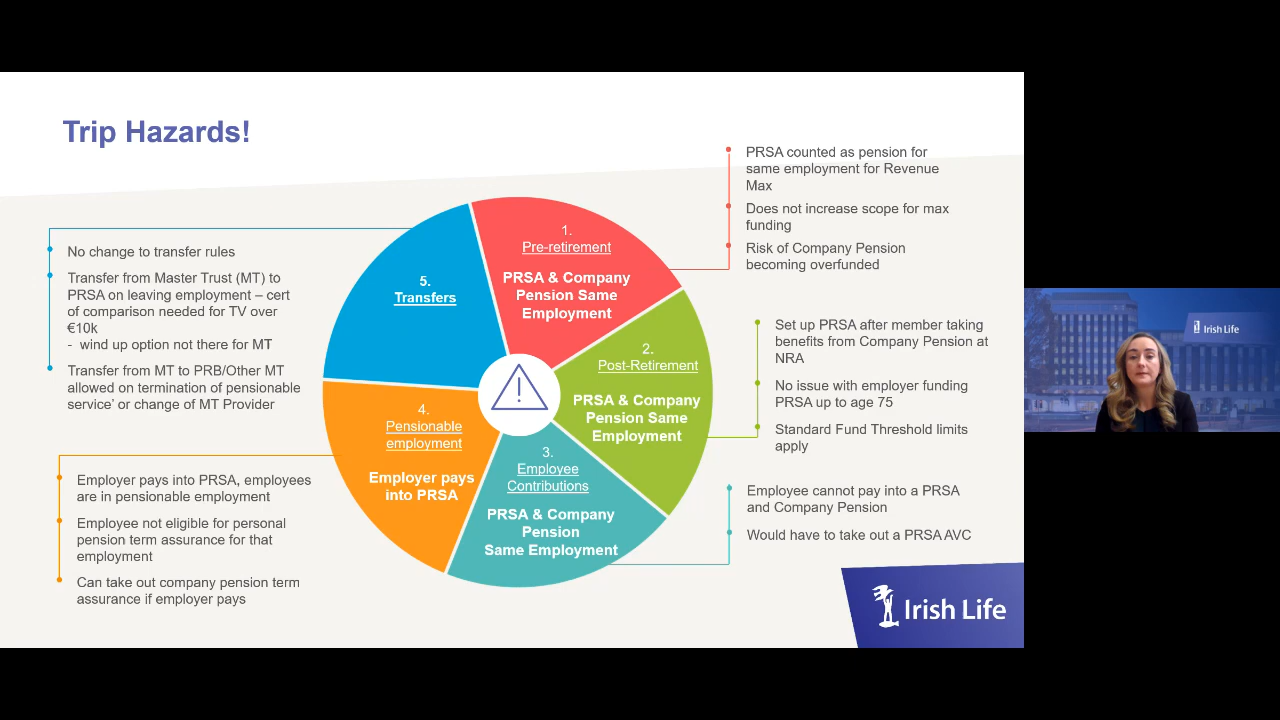 Trip Hazards!
1.
Pre-retirement
PRSA & Company
Pension Same
Employment
PRSA counted as pension for
same employment for Revenue
Max
Does not increase scope for max
funding
Risk of Company Pension
becoming overfunded
2.
Post-Retirement
PRSA & Company
Pension Same
Employment
Set up PRSA after member taking
benefits from Company Pension at
NRA
No issue with employer funding
PRSA up to age 75
Standard Fund Threshold limits
apply
3.
Employee
Contributions
PRSA & Company
Pension
Same Employment
Employee cannot pay into a PRSA
and Company Pension
Would have to take out a PRSA AVC
4.
Pensionable
employment
Employer pays
into PRSA
Employer pays into PRSA, employees
are in pensionable employment
Employee not eligible for personal
pension term assurance for that
employment
Can take out company pension term
assurance if employer pays
5.
Transfers
No change to transfer rules
Transfer from Master Trust (MT) to
PRSA on leaving employment – cert
of comparison needed for TV over
€10k
- wind up option not there for MT
Transfer from MT to PRB/Other MT
allowed on termination of pensionable
service’ or change of MT Provider
Irish Life
Irish Life